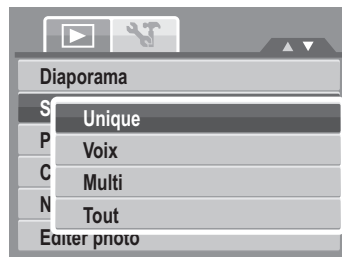 Diaporama
S
Unique
P
Voix
C
Multi
N
Tout
Editer photo